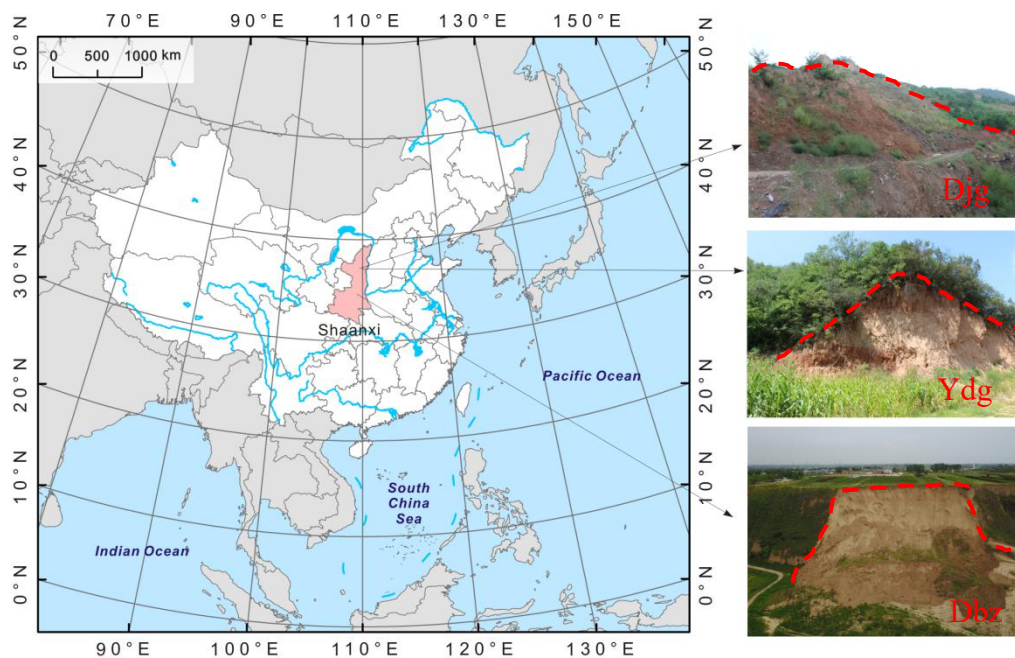 70°E 90°E 110°E 130°E 150°E
0 500 1000 km
50°N
40°N
30°N
20°N
10°N
0°N
50°N
40°N
30°N
20°N
10°N
0°N
Shaanxi
Pacific Ocean
South
China
Sea
Indian Ocean
90°E 100°E 110°E 120°E 130°E
Djg
Ydg
Dbz